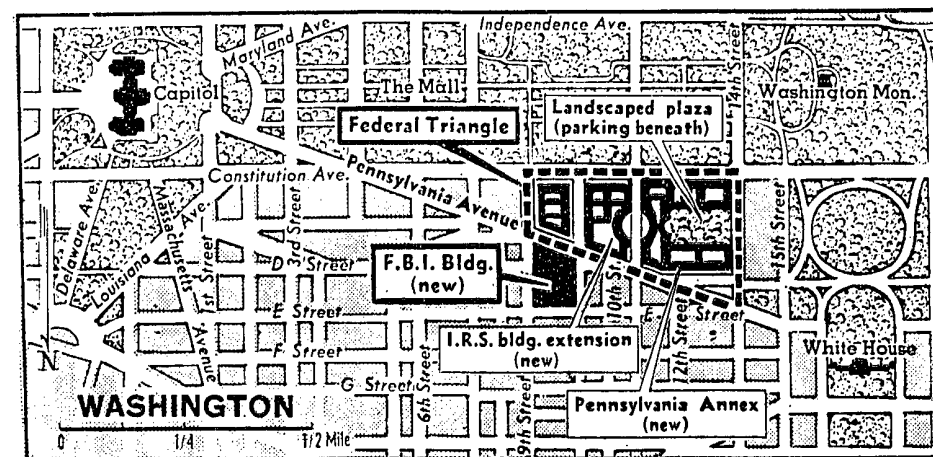 Independence Ave.
Maryland Ave.
14th Street
Capitol
The Mall
Landscaped plaza
(parking beneath)
Washington Mon.
Federal Triangle
Constitution Ave.
Pennsylvania Avenue
Delaware Ave.
Louisiana Ave.
Massachusetts Avenue
1st Street
3rd Street
D Street
F.B.I. Bldg.
(new)
15th Street
E Street
10th St.
E Street
12th Street
I.R.S. bldg. extension
(new)
White House
F Street
N
G Street
6th Street
9th Street
Pennsylvania Annex
(new)
WASHINGTON
0 1/4 1/2 Mile